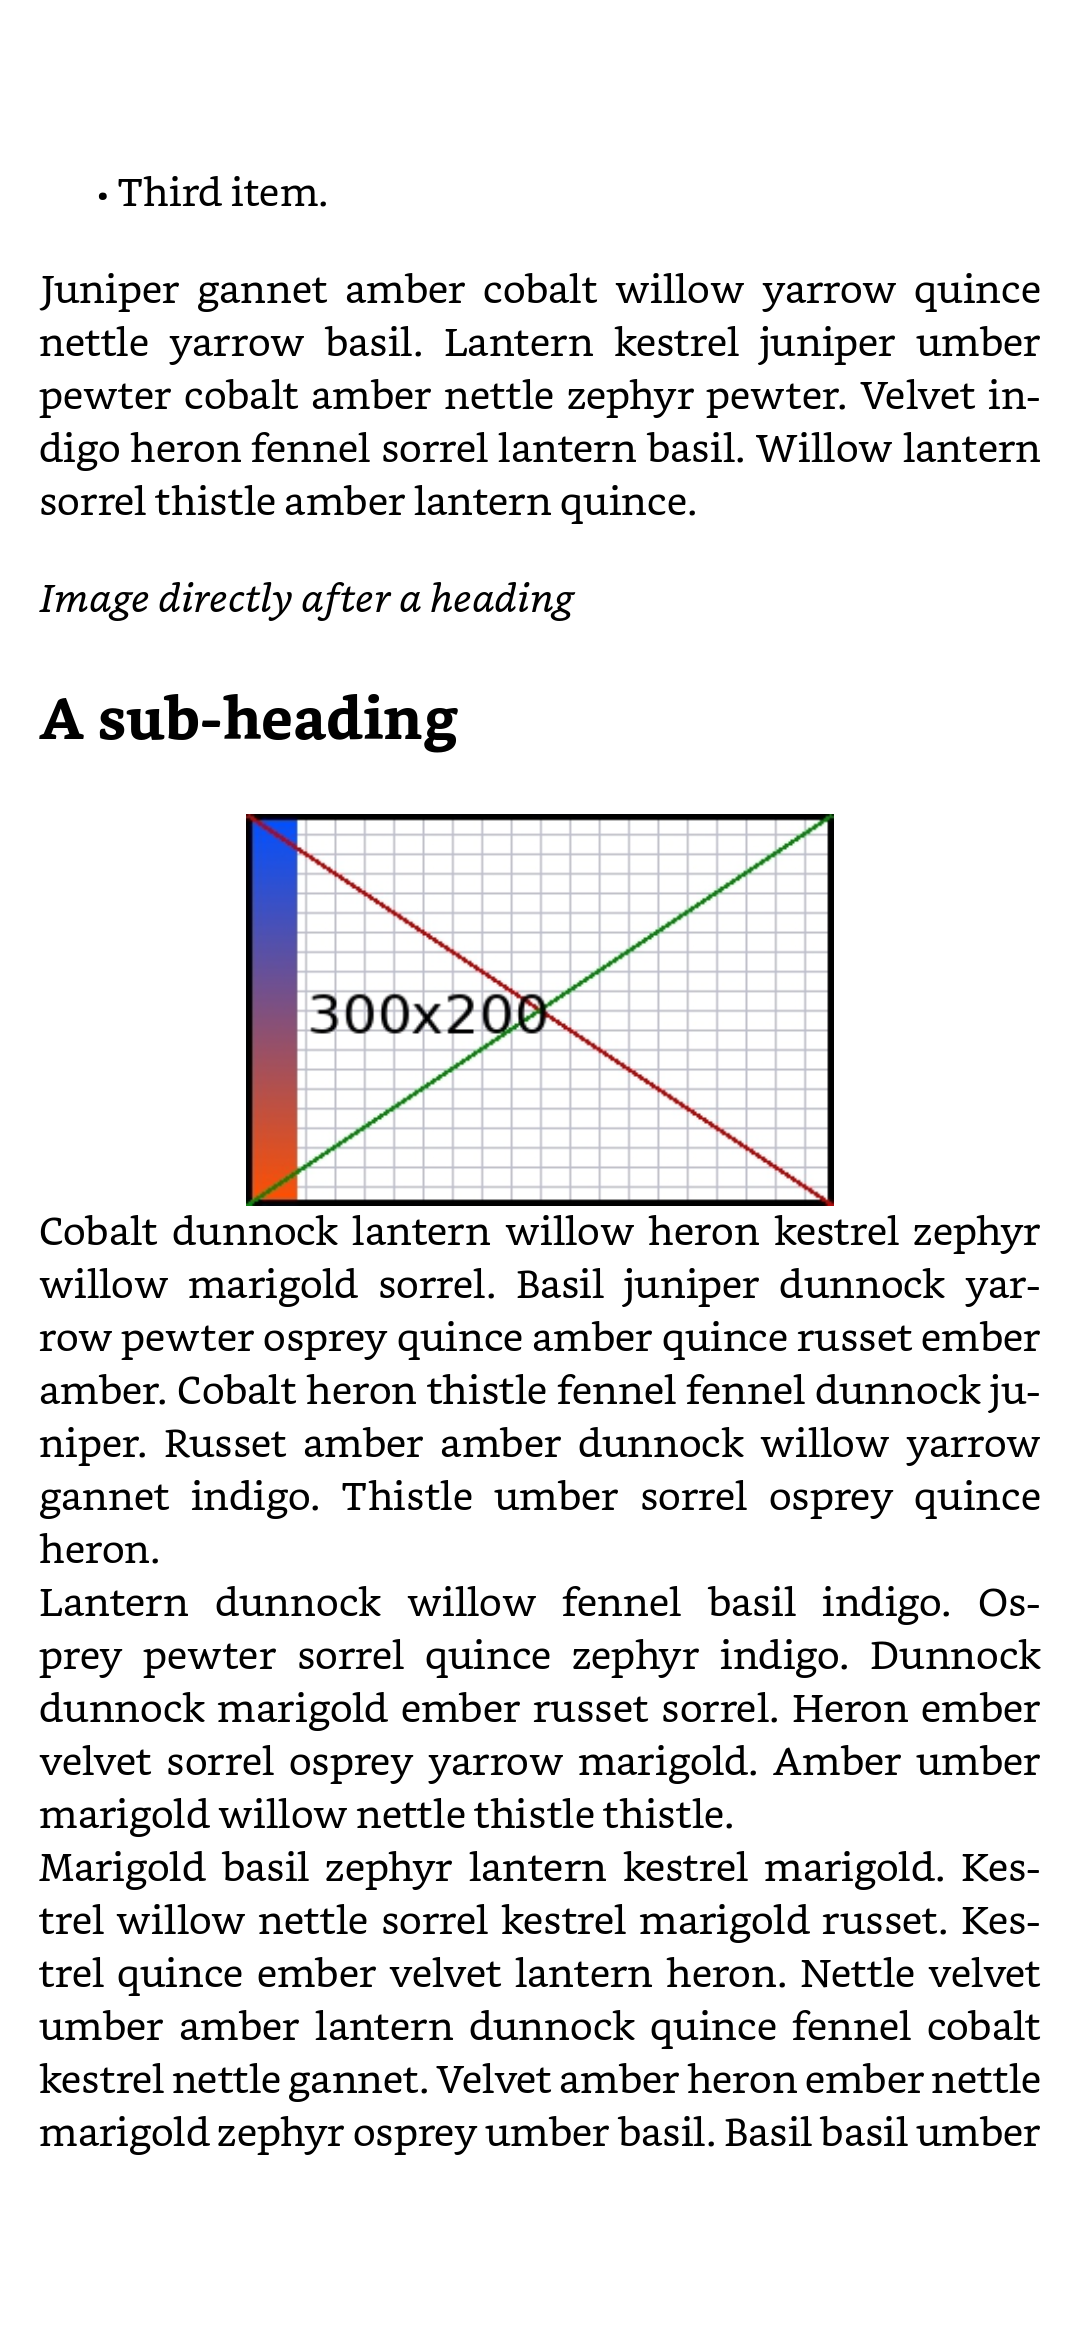 • Third item.
Juniper gannet amber cobalt willow yarrow quince
nettle yarrow basil. Lantern kestrel juniper umber
pewter cobalt amber nettle zephyr pewter. Velvet in-
digo heron fennel sorrel lantern basil. Willow lantern
sorrel thistle amber lantern quince.
Image directly after a heading
A sub-heading
300x200
Cobalt dunnock lantern willow heron kestrel zephyr
willow marigold sorrel. Basil juniper dunnock yar-
row pewter osprey quince amber quince russet ember
amber. Cobalt heron thistle fennel fennel dunnock ju-
niper. Russet amber amber dunnock willow yarrow
gannet indigo. Thistle umber sorrel osprey quince
heron.
Lantern dunnock willow fennel basil indigo. Os-
prey pewter sorrel quince zephyr indigo. Dunnock
dunnock marigold ember russet sorrel. Heron ember
velvet sorrel osprey yarrow marigold. Amber umber
marigold willow nettle thistle thistle.
Marigold basil zephyr lantern kestrel marigold. Kes-
trel willow nettle sorrel kestrel marigold russet. Kes-
trel quince ember velvet lantern heron. Nettle velvet
umber amber lantern dunnock quince fennel cobalt
kestrel nettle gannet. Velvet amber heron ember nettle
marigold zephyr osprey umber basil. Basil basil umber